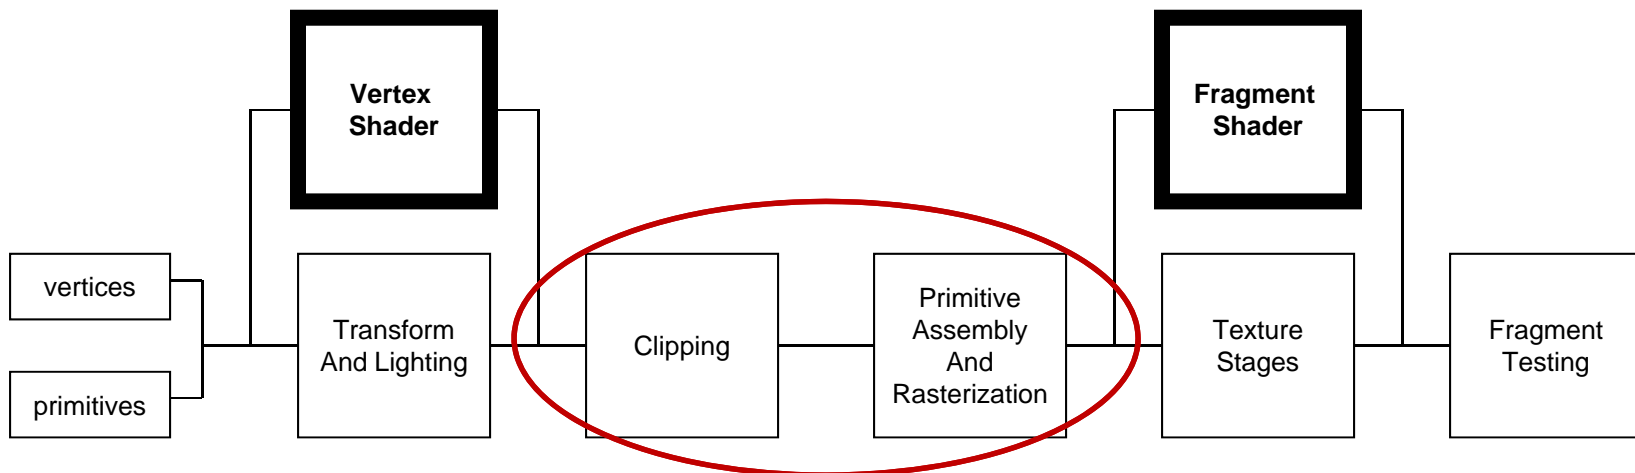 Vertex
Shader
Fragment
Shader
vertices
primitives
Transform
And Lighting
Clipping
Primitive
Assembly
And
Rasterization
Texture
Stages
Fragment
Testing